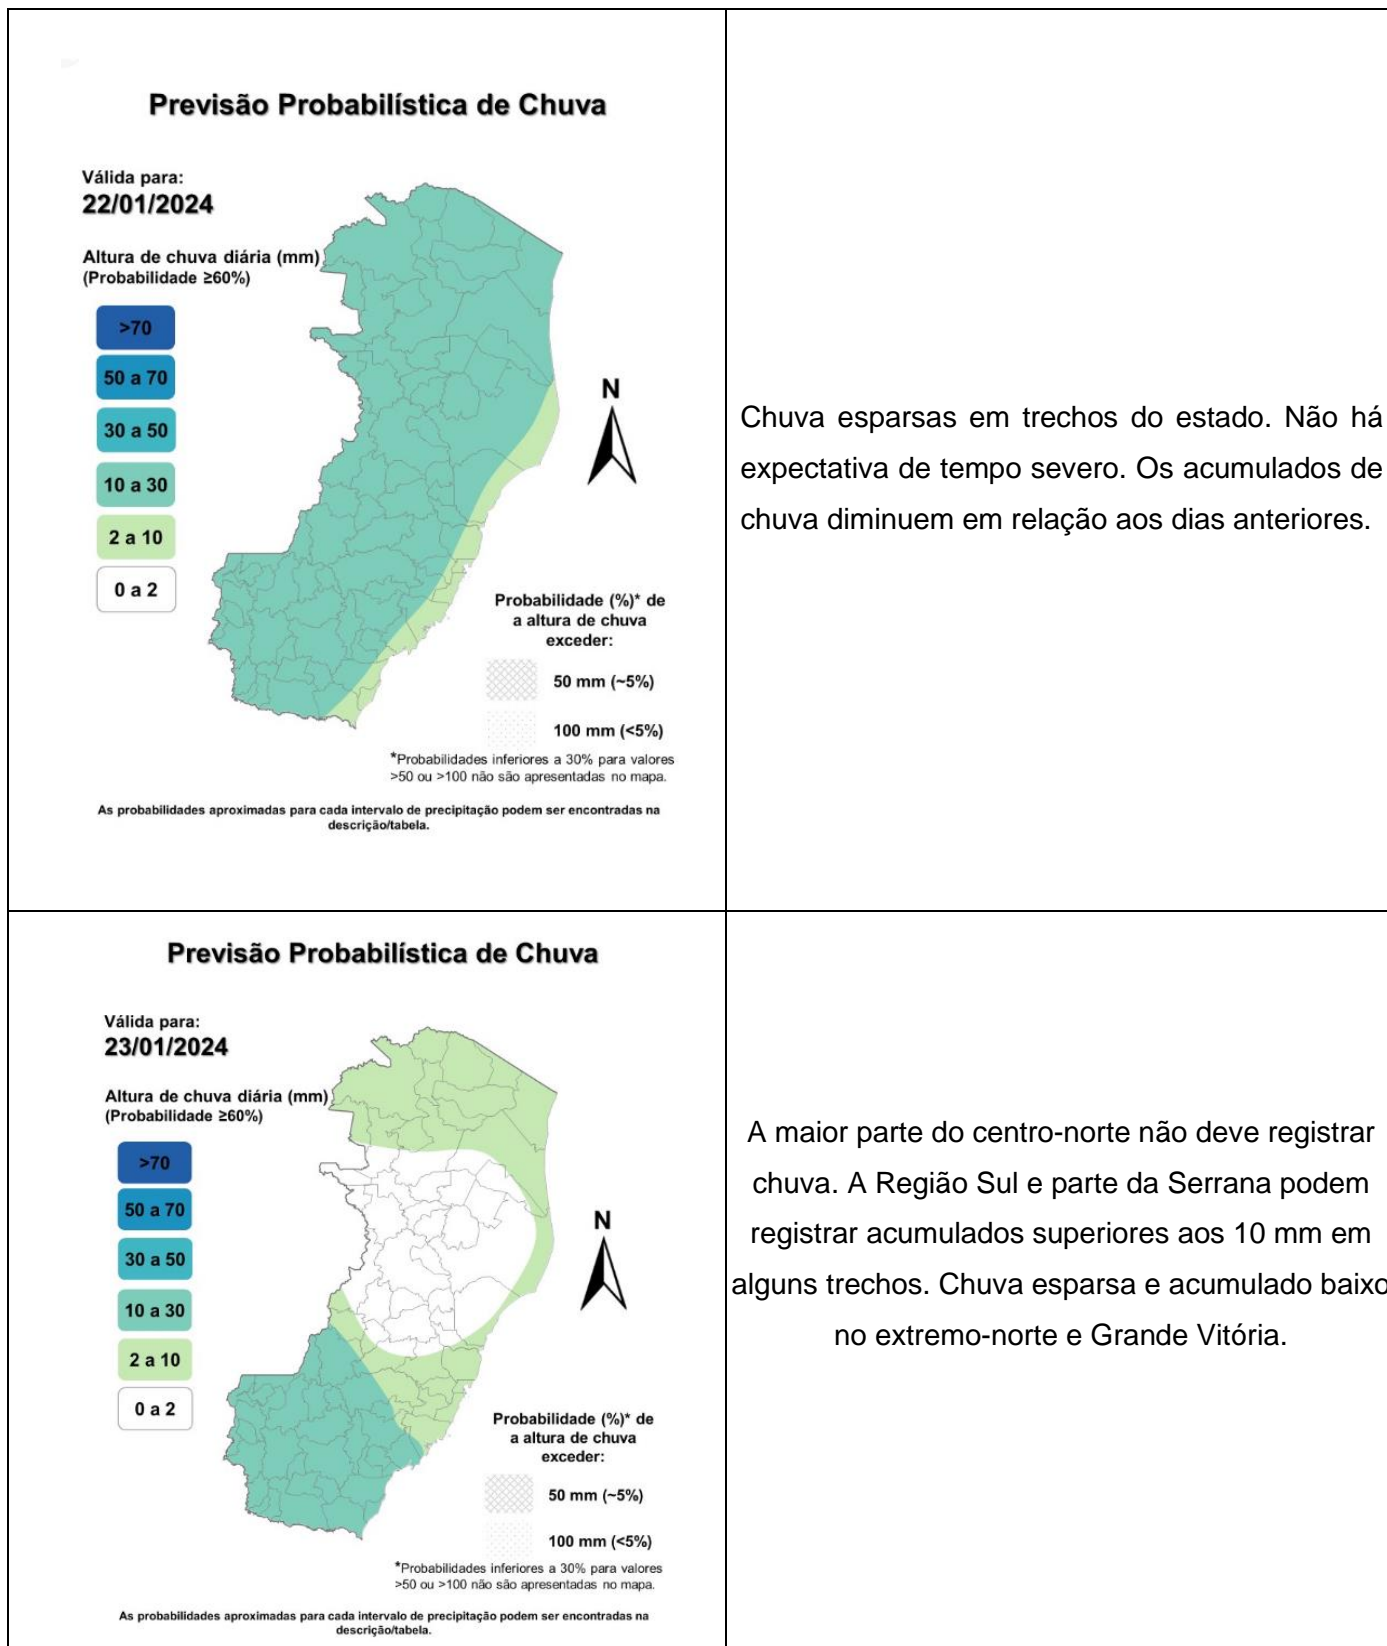 Previsão Probabilística de Chuva
Válida para:
22/01/2024
Altura de chuva diária (mm)
(Probabilidade ≥60%)
>70
50 a 70
30 a 50
10 a 30
2 a 10
0 a 2
N
Probabilidade (%)* de
a altura de chuva
exceder:
50 mm (~5%)
100 mm (<5%)
*Probabilidades inferiores a 30% para valores
>50 ou >100 não são apresentadas no mapa.
As probabilidades aproximadas para cada intervalo de precipitação podem ser encontradas na
descrição/tabela.
Chuva esparsas em trechos do estado. Não há
expectativa de tempo severo. Os acumulados de
chuva diminuem em relação aos dias anteriores.
Previsão Probabilística de Chuva
Válida para:
23/01/2024
Altura de chuva diária (mm)
(Probabilidade ≥60%)
>70
50 a 70
30 a 50
10 a 30
2 a 10
0 a 2
N
Probabilidade (%)* de
a altura de chuva
exceder:
50 mm (~5%)
100 mm (<5%)
*Probabilidades inferiores a 30% para valores
>50 ou >100 não são apresentadas no mapa.
As probabilidades aproximadas para cada intervalo de precipitação podem ser encontradas na
descrição/tabela.
A maior parte do centro-norte não deve registrar
chuva. A Região Sul e parte da Serrana podem
registrar acumulados superiores aos 10 mm em
alguns trechos. Chuva esparsa e acumulado baixo
no extremo-norte e Grande Vitória.